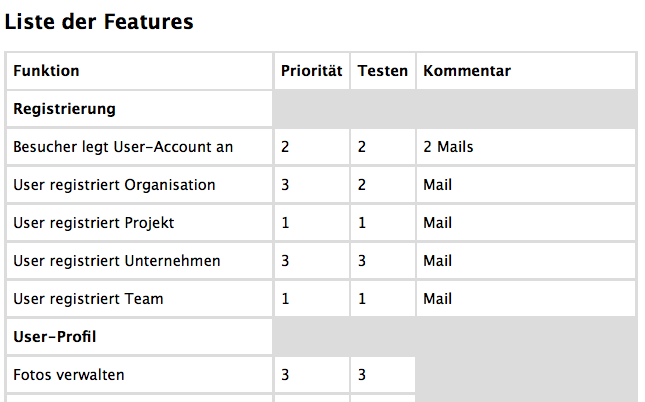 Liste der Features
Funktion Priorität Testen Kommentar
Registrierung
Besucher legt User-Account an 2 2 2 Mails
User registriert Organisation 3 2 Mail
User registriert Projekt 1 1 Mail
User registriert Unternehmen 3 3 Mail
User registriert Team 1 1 Mail
User-Profil
Fotos verwalten 3 3